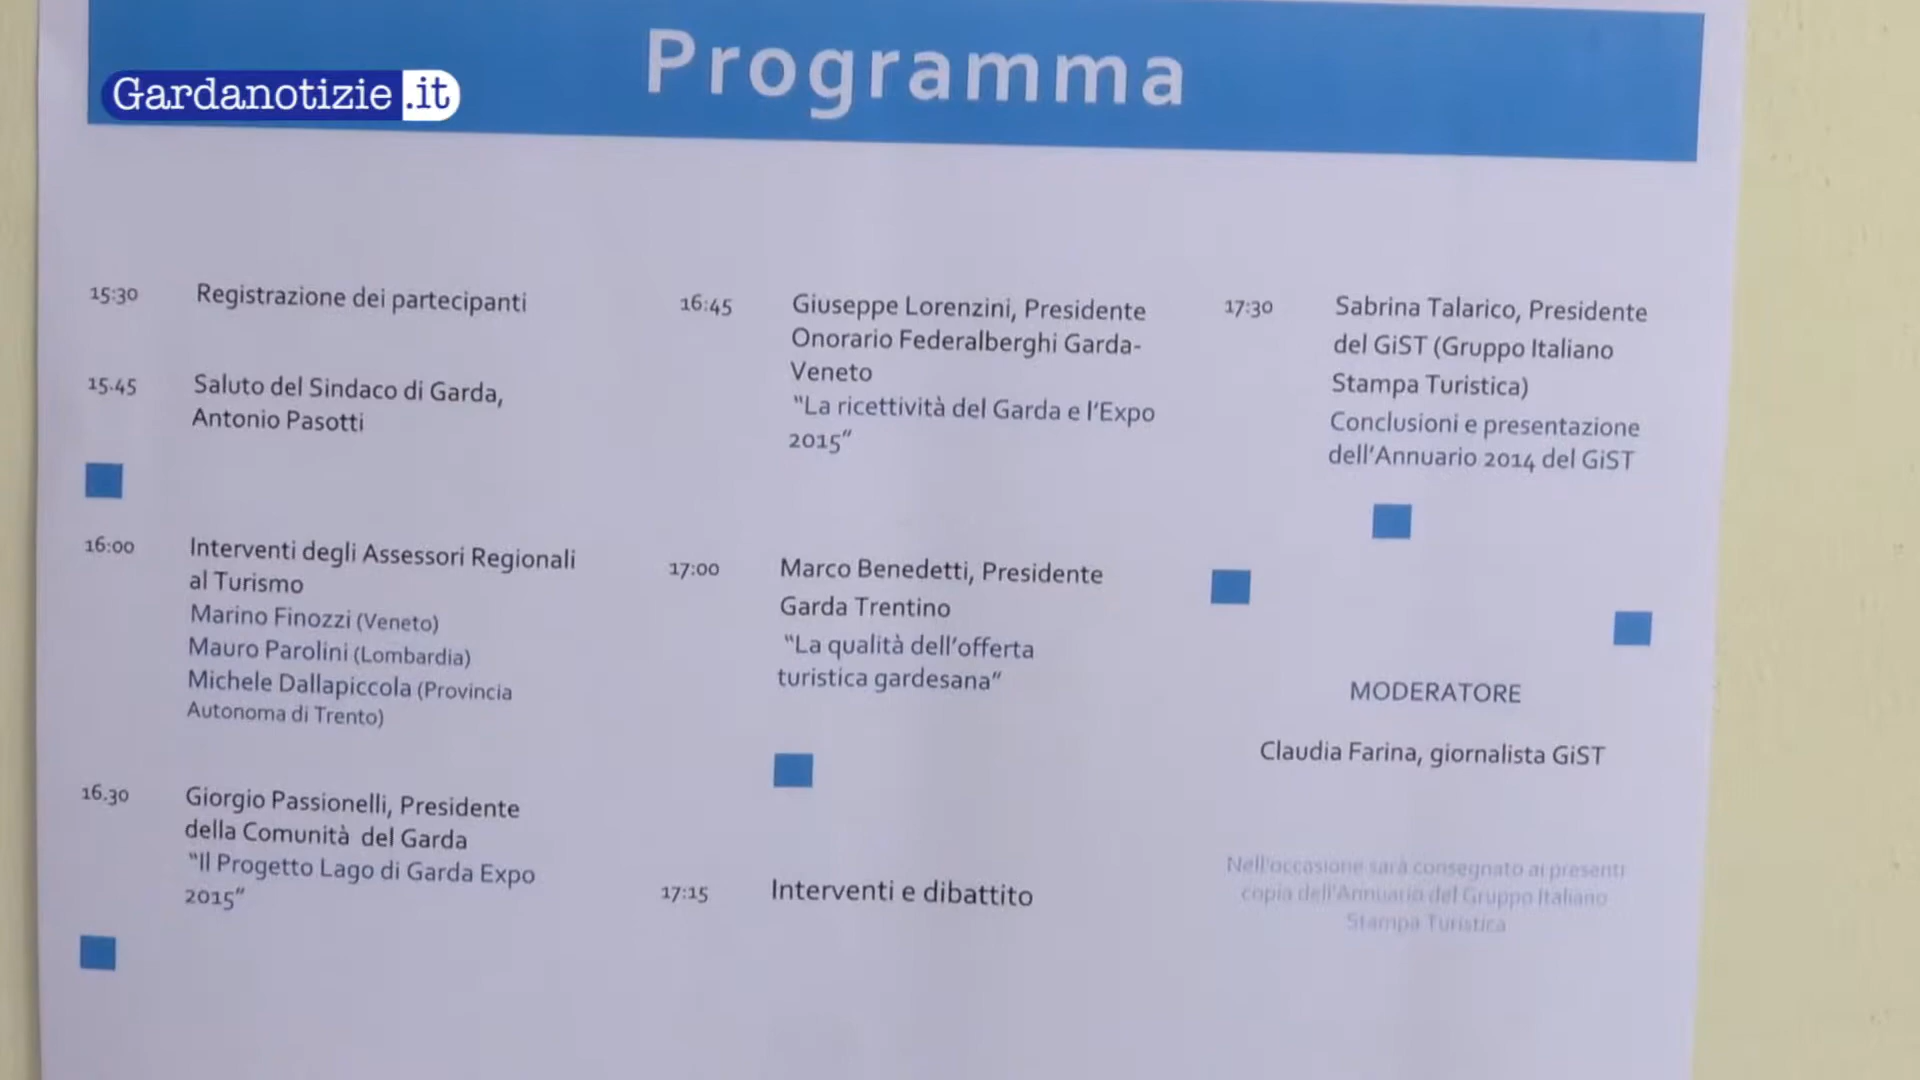 Programma
Gardanotizie.it
15:30 Registrazione dei partecipanti
15.45 Saluto del Sindaco di Garda,
Antonio Pasotti
16:00 Interventi degli Assessori Regionali
al Turismo
Marino Finozzi (Veneto)
Mauro Parolini (Lombardia)
Michele Dallapiccola (Provincia
Autonoma di Trento)
16.30 Giorgio Passionelli, Presidente
della Comunità del Garda
"Il Progetto Lago di Garda Expo
2015"
16:45 Giuseppe Lorenzini, Presidente
Onorario Federalberghi Garda-
Veneto
"La ricettività del Garda e l'Expo
2015"
17:00 Marco Benedetti, Presidente
Garda Trentino
"La qualità dell'offerta
turistica gardesana"
17:15 Interventi e dibattito
17:30 Sabrina Talarico, Presidente
del GiST (Gruppo Italiano
Stampa Turistica)
Conclusioni e presentazione
dell'Annuario 2014 del GiST
MODERATORE
Claudia Farina, giornalista GiST
Nell'occasione sarà consegnato ai presenti
copia dell'Annuario del Gruppo Italiano
Stampa Turistica